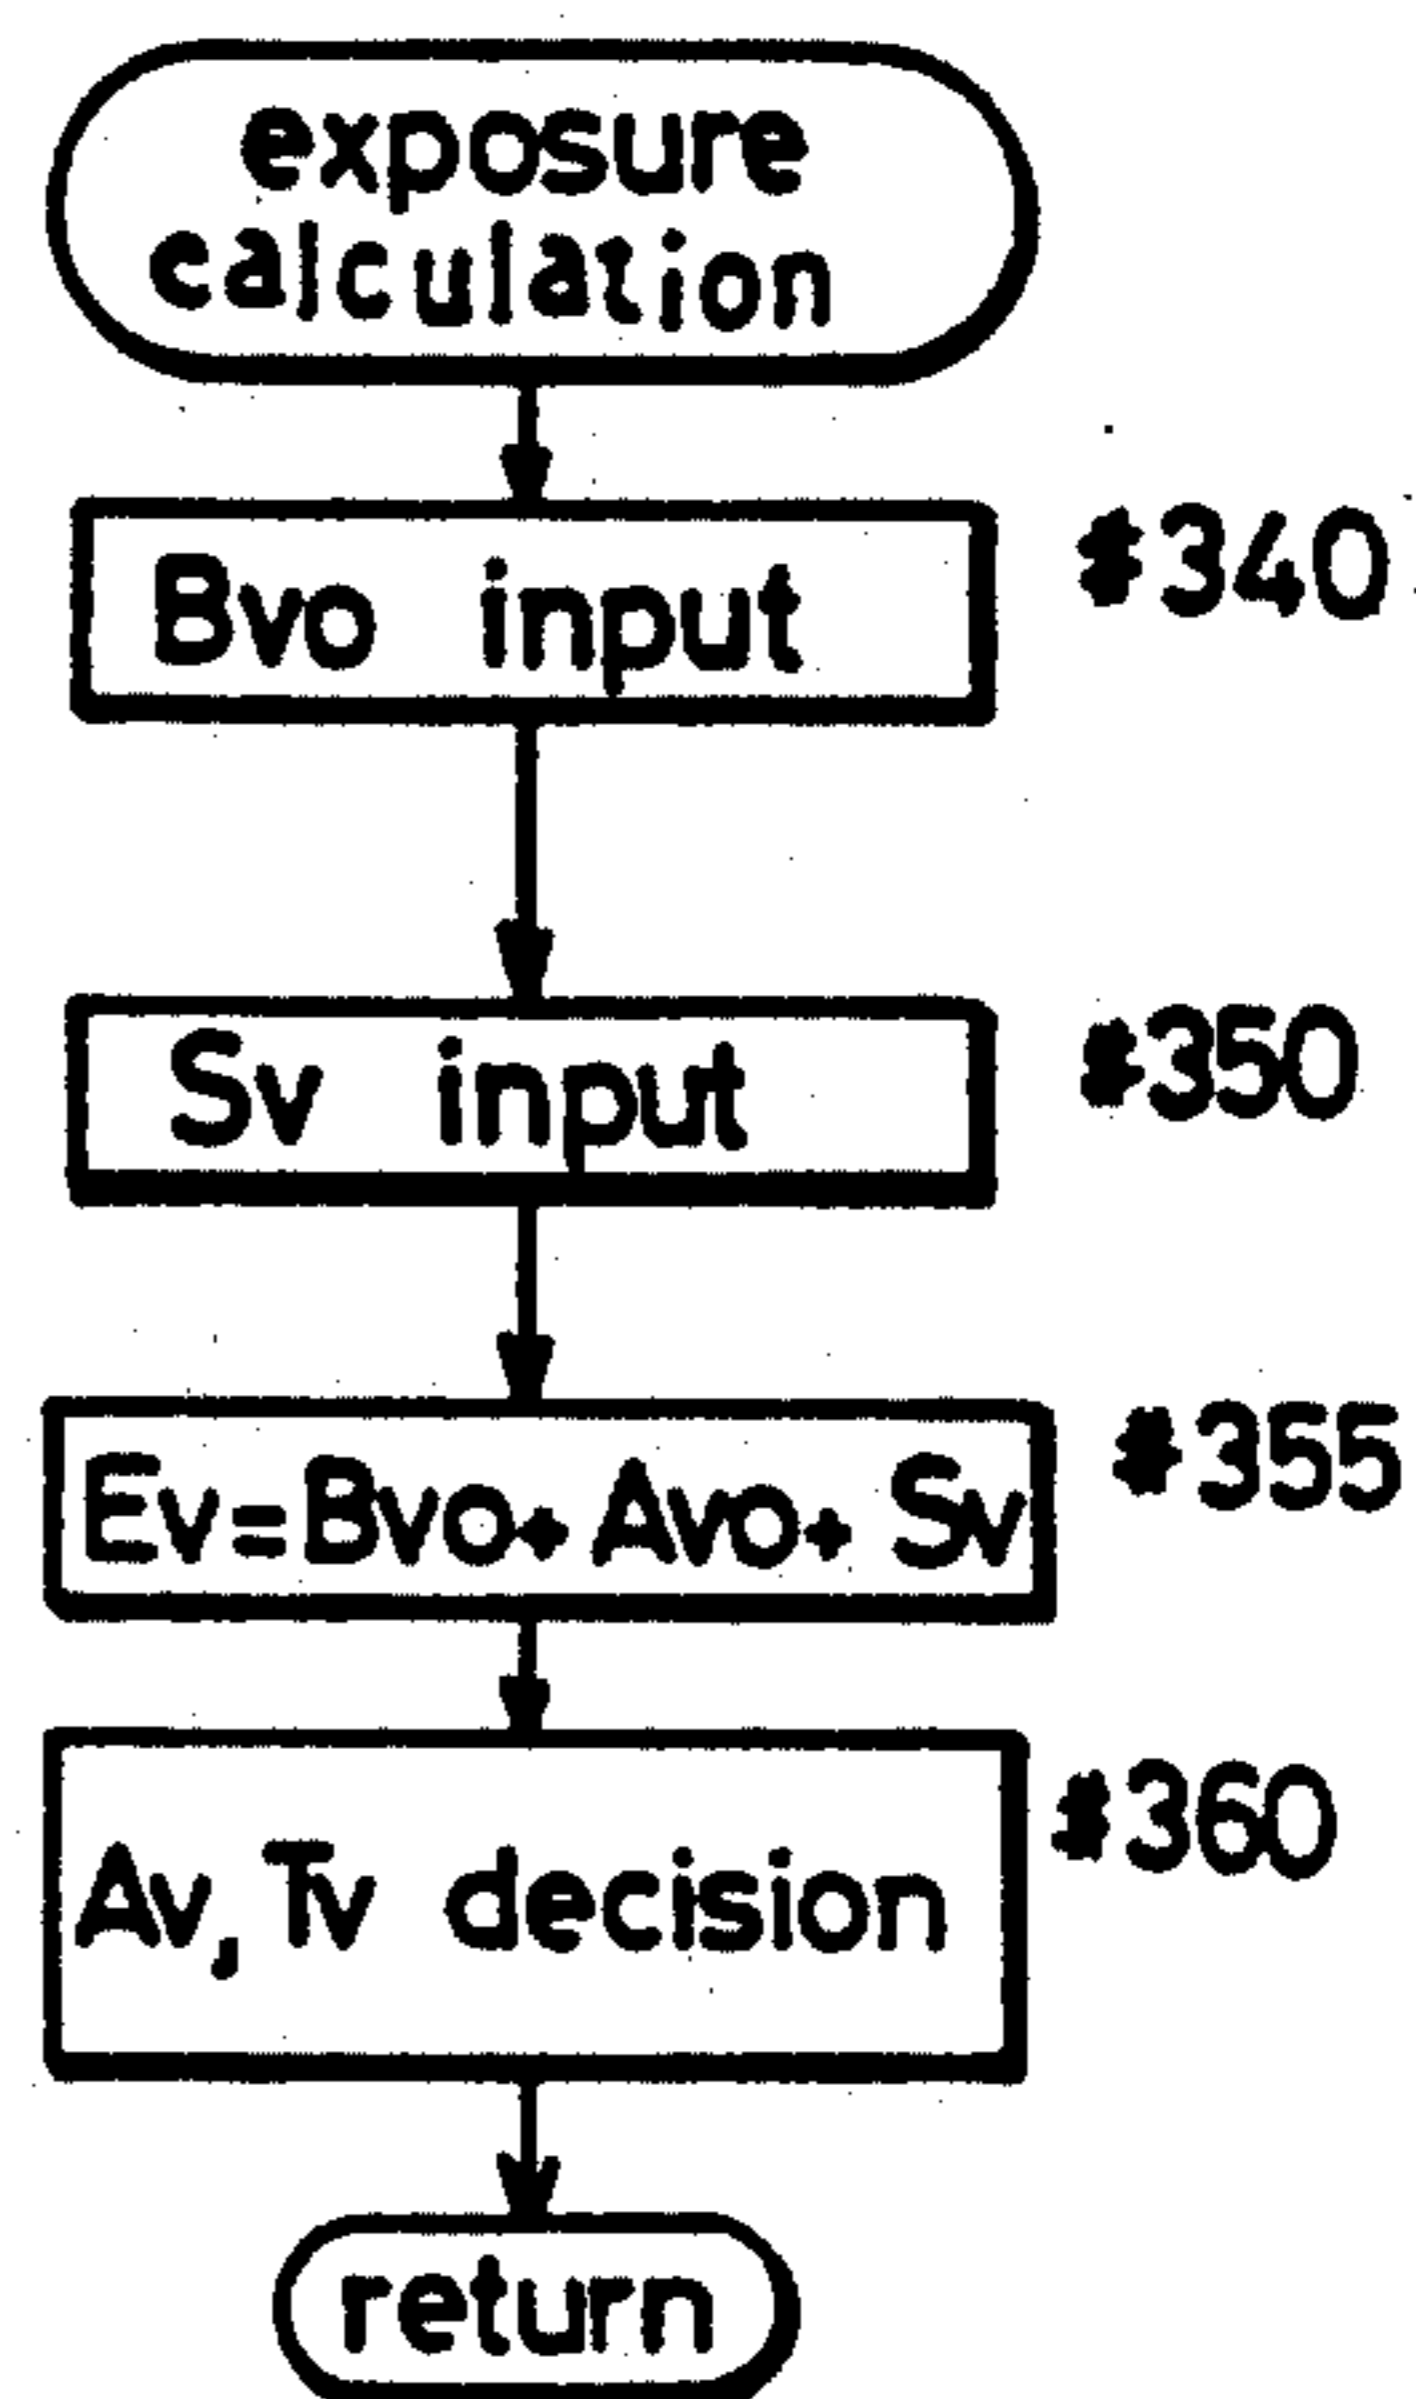 exposure
calculation
Bvo input
#340
Sv input
#350
Ev=Bvo+Avo+Sv
#355
Av,Tv decision
#360
return